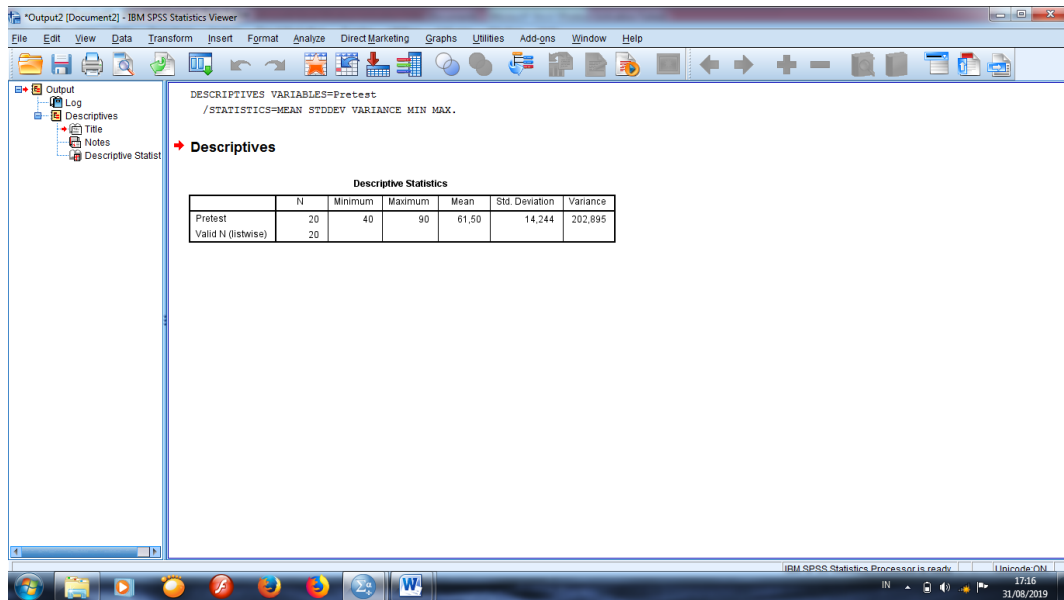 *Output2 [Document2] - IBM SPSS Statistics Viewer
File Edit View Data Transform Insert Format Analyze Direct Marketing Graphs Utilities Add-ons Window Help
Output
Log
Descriptives
Title
Notes
Descriptive Statist
DESCRIPTIVES VARIABLES=Pretest
/STATISTICS=MEAN STDDEV VARIANCE MIN MAX.
Descriptives
Descriptive Statistics
N Minimum Maximum Mean Std. Deviation Variance
Pretest 20 40 90 61,50 14,244 202,895
Valid N (listwise) 20
IBM SPSS Statistics Processor is ready Unicode:ON
IN 17:16
31/08/2019